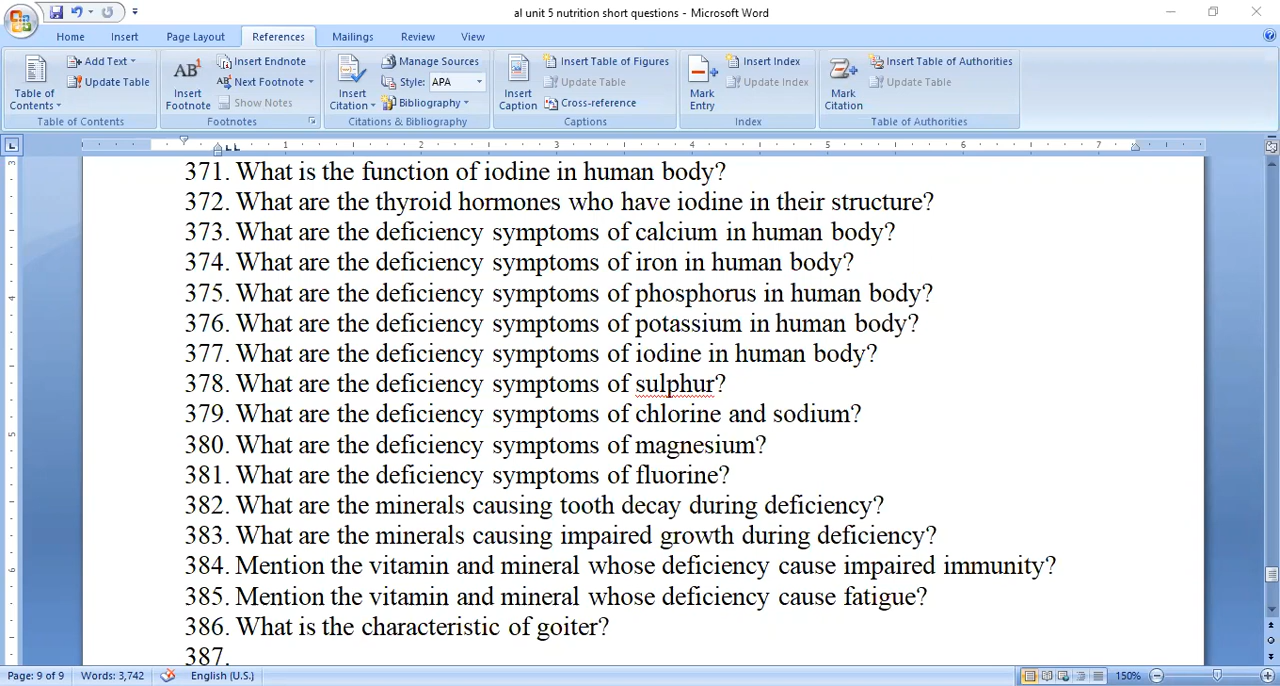 al unit 5 nutrition short questions - Microsoft Word
Home Insert Page Layout References Mailings Review View
Add Text Insert Endnote Manage Sources Insert Table of Figures Insert Index Insert Table of Authorities
Update Table AB¹ Next Footnote Style: APA Update Table Update Index Update Table
Table of Contents Insert Footnote Show Notes Insert Citation Bibliography Insert Caption Cross-reference Mark Entry Mark Citation
Table of Contents Footnotes Citations & Bibliography Captions Index Table of Authorities
1 2 3 4 5 6 7
371. What is the function of iodine in human body?
372. What are the thyroid hormones who have iodine in their structure?
373. What are the deficiency symptoms of calcium in human body?
374. What are the deficiency symptoms of iron in human body?
375. What are the deficiency symptoms of phosphorus in human body?
376. What are the deficiency symptoms of potassium in human body?
377. What are the deficiency symptoms of iodine in human body?
378. What are the deficiency symptoms of sulphur?
379. What are the deficiency symptoms of chlorine and sodium?
380. What are the deficiency symptoms of magnesium?
381. What are the deficiency symptoms of fluorine?
382. What are the minerals causing tooth decay during deficiency?
383. What are the minerals causing impaired growth during deficiency?
384. Mention the vitamin and mineral whose deficiency cause impaired immunity?
385. Mention the vitamin and mineral whose deficiency cause fatigue?
386. What is the characteristic of goiter?
387.
Page: 9 of 9 Words: 3,742 English (U.S.) 150%